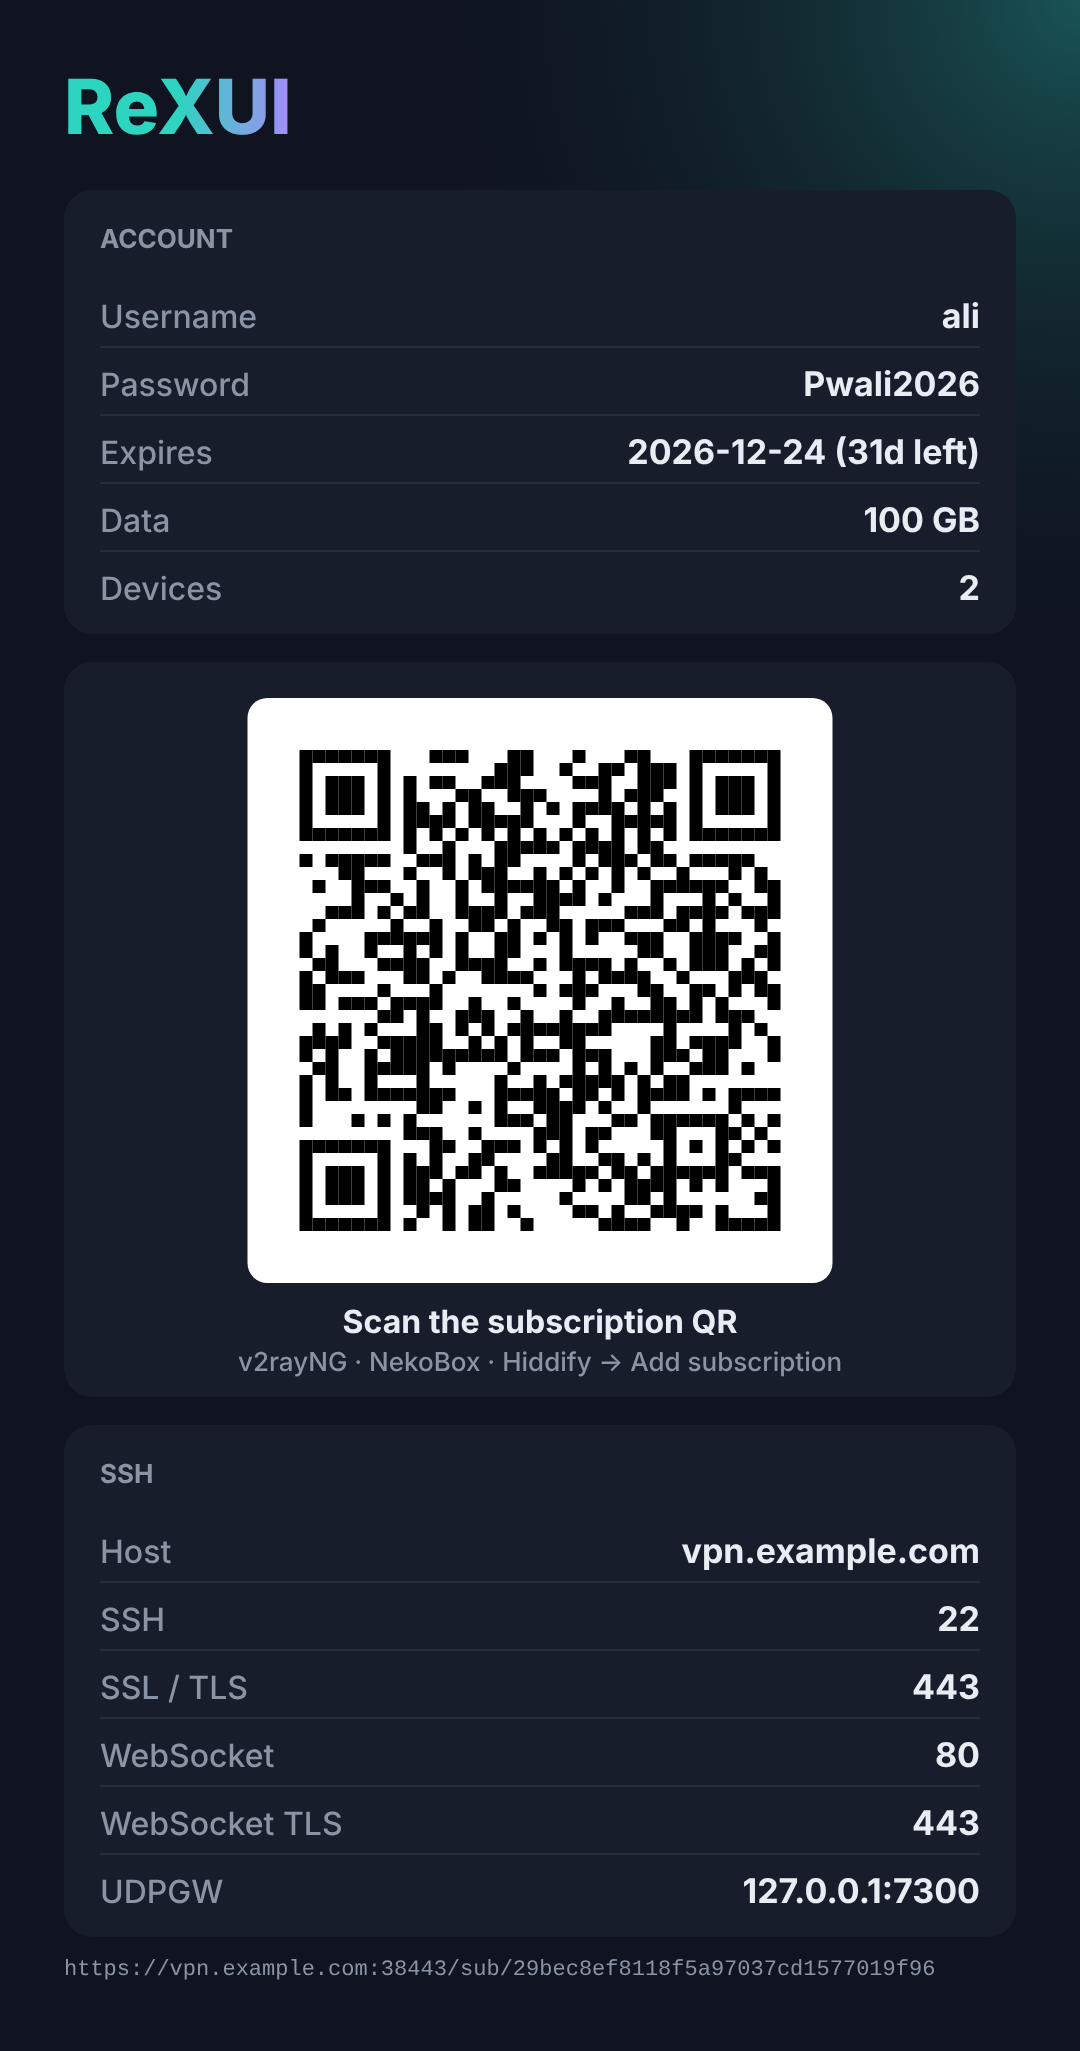 ReXUI
ACCOUNT
Username ali
Password Pwali2026
Expires 2026-12-24 (31d left)
Data 100 GB
Devices 2
Scan the subscription QR
v2rayNG · NekoBox · Hiddify → Add subscription
SSH
Host vpn.example.com
SSH 22
SSL / TLS 443
WebSocket 80
WebSocket TLS 443
UDPGW 127.0.0.1:7300
https://vpn.example.com:38443/sub/29bec8ef8118f5a97037cd1577019f96